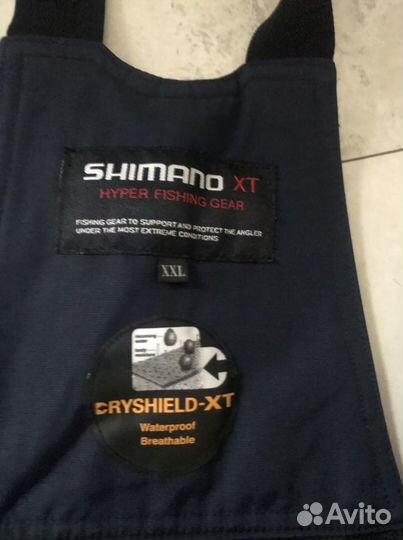 SHIMANO XT
HYPER FISHING GEAR
FISHING GEAR TO SUPPORT AND PROTECT THE ANGLER
UNDER THE MOST EXTREME CONDITIONS
XXL
DRYSHIELD-XT
Waterproof
Breathable
Avito